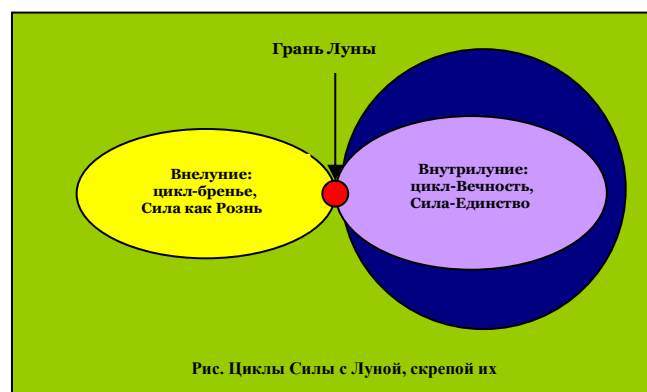 Грань Луны
Внелуние:
цикл-бренье,
Сила как Рознь
Внутрилуние:
цикл-Вечность,
Сила-Единство
Рис. Циклы Силы с Луной, скрепой их